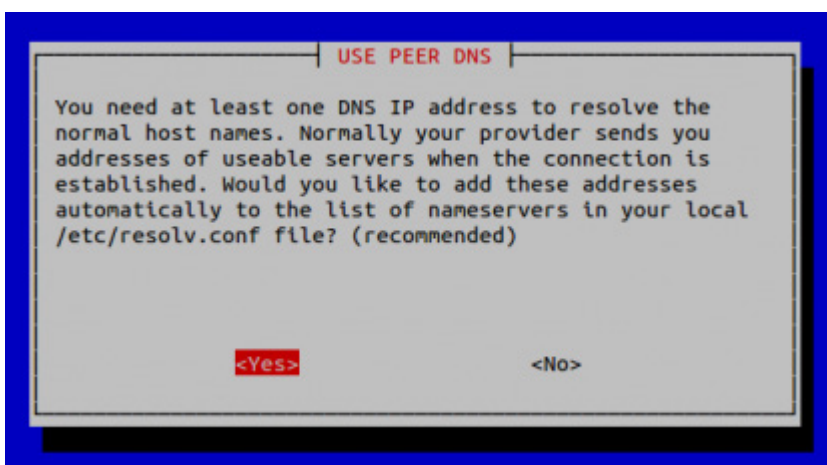 USE PEER DNS
You need at least one DNS IP address to resolve the
normal host names. Normally your provider sends you
addresses of useable servers when the connection is
established. Would you like to add these addresses
automatically to the list of nameservers in your local
/etc/resolv.conf file? (recommended)
<Yes> <No>